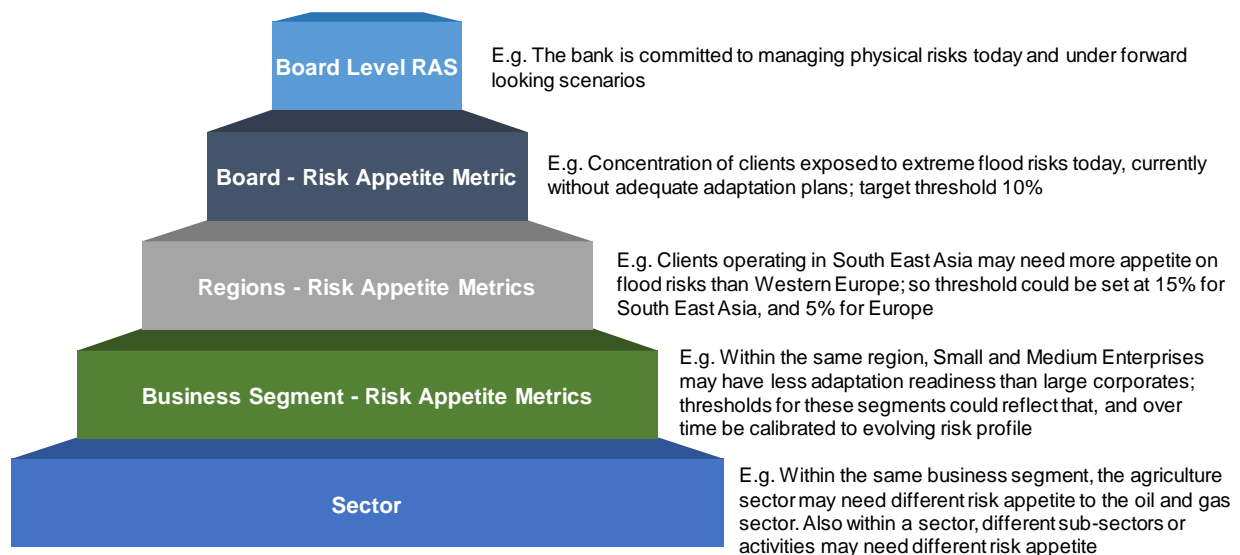 Board Level RAS
E.g. The bank is committed to managing physical risks today and under forward
looking scenarios
Board - Risk Appetite Metric
E.g. Concentration of clients exposed to extreme flood risks today, currently
without adequate adaptation plans; target threshold 10%
Regions - Risk Appetite Metrics
E.g. Clients operating in South East Asia may need more appetite on
flood risks than Western Europe; so threshold could be set at 15% for
South East Asia, and 5% for Europe
Business Segment - Risk Appetite Metrics
E.g. Within the same region, Small and Medium Enterprises
may have less adaptation readiness than large corporates;
thresholds for these segments could reflect that, and over
time be calibrated to evolving risk profile
Sector
E.g. Within the same business segment, the agriculture
sector may need different risk appetite to the oil and gas
sector. Also within a sector, different sub-sectors or
activities may need different risk appetite